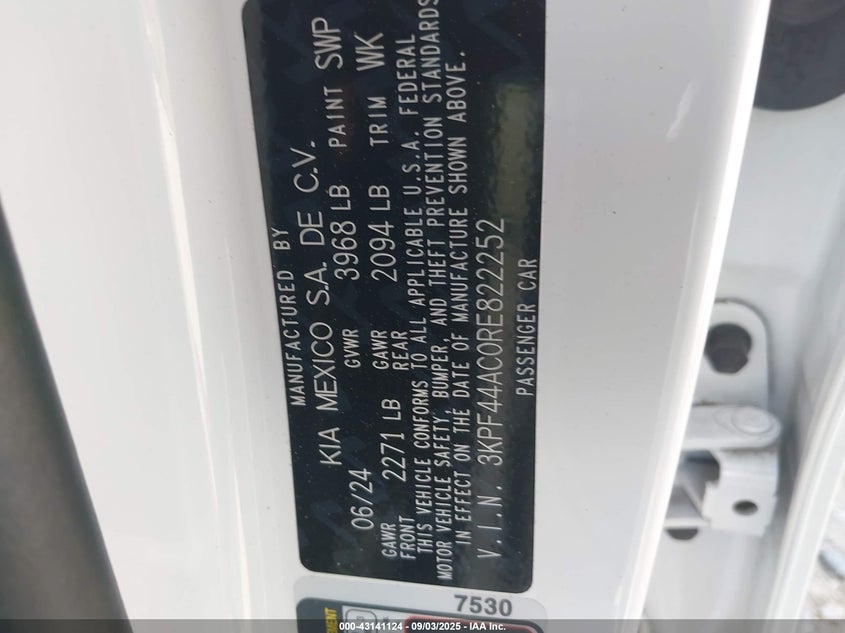 MANUFACTURED BY
KIA MEXICO S.A. DE C.V.
06/24 GVWR 3968 LB PAINT SWP
GAWR FRONT 2271 LB GAWR REAR 2094 LB TRIM WK
THIS VEHICLE CONFORMS TO ALL APPLICABLE U.S.A. FEDERAL
MOTOR VEHICLE SAFETY, BUMPER, AND THEFT PREVENTION STANDARDS
IN EFFECT ON THE DATE OF MANUFACTURE SHOWN ABOVE.
V.I.N. 3KPF44AC0RE822252
PASSENGER CAR
7530
000-43141124 - 09/03/2025 - IAA Inc.